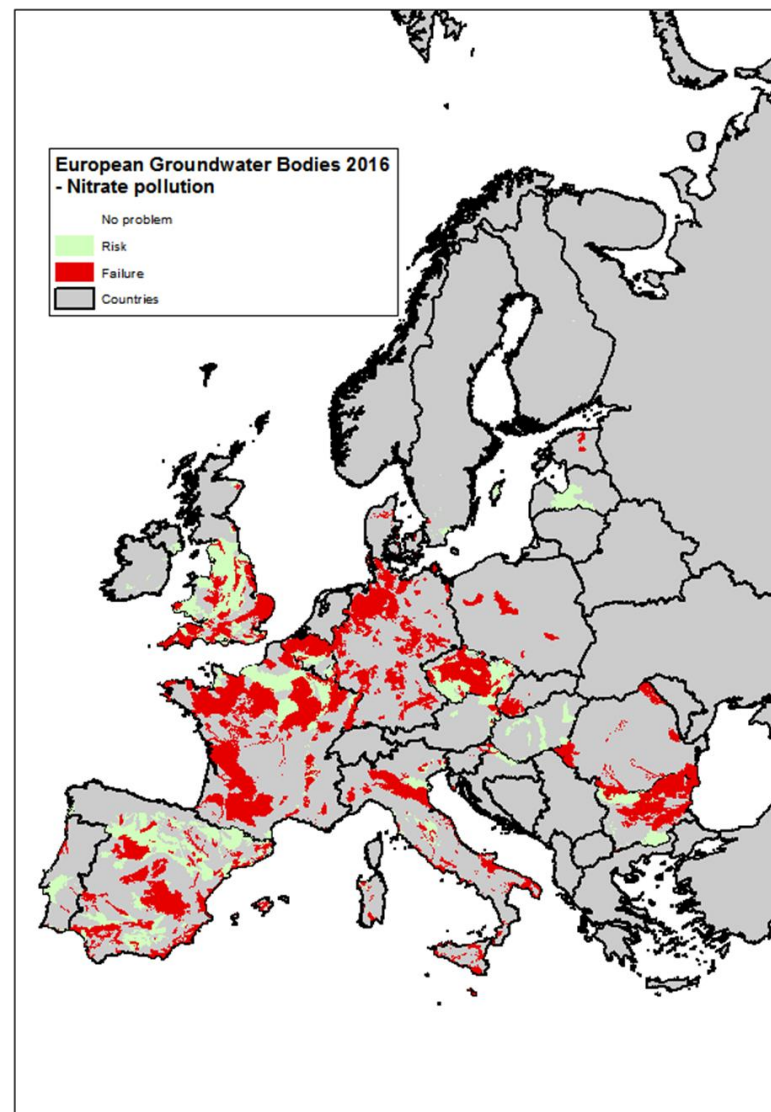 European Groundwater Bodies 2016
- Nitrate pollution
No problem
Risk
Failure
Countries